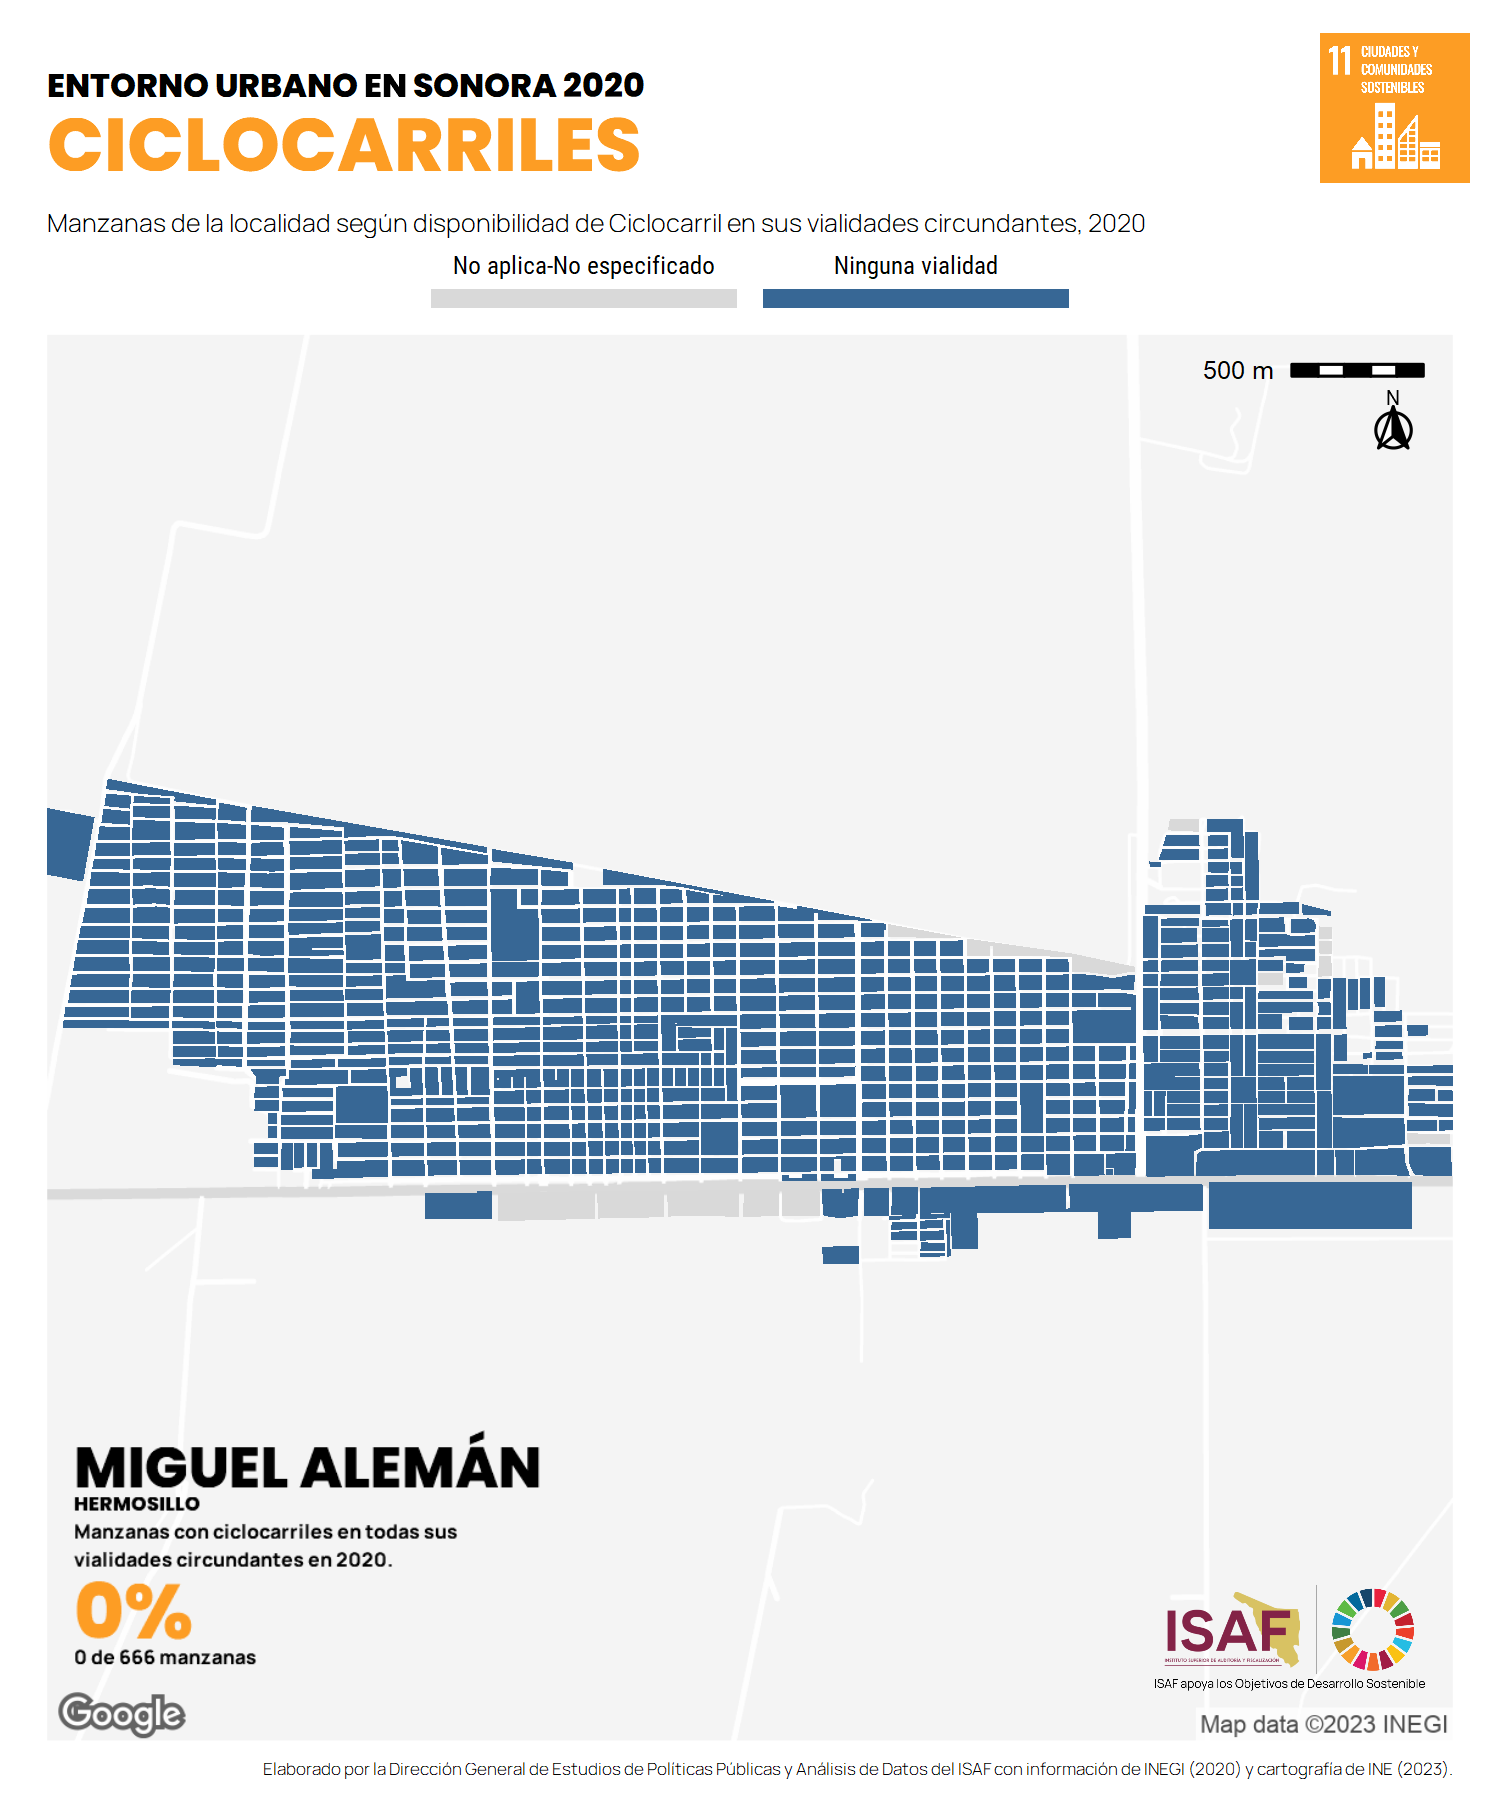 ENTORNO URBANO EN SONORA 2020
CICLOCARRILES
11 CIUDADES Y
COMUNIDADES
SOSTENIBLES
Manzanas de la localidad según disponibilidad de Ciclocarril en sus vialidades circundantes, 2020
No aplica-No especificado
Ninguna vialidad
500 m
N
MIGUEL ALEMÁN
HERMOSILLO
Manzanas con ciclocarriles en todas sus
vialidades circundantes en 2020.
0%
0 de 666 manzanas
ISAF
INSTITUTO SUPERIOR DE AUDITORÍA Y FISCALIZACIÓN
ISAF apoya los Objetivos de Desarrollo Sostenible
Google
Map data ©2023 INEGI
Elaborado por la Dirección General de Estudios de Políticas Públicas y Análisis de Datos del ISAF con información de INEGI (2020) y cartografía de INE (2023).